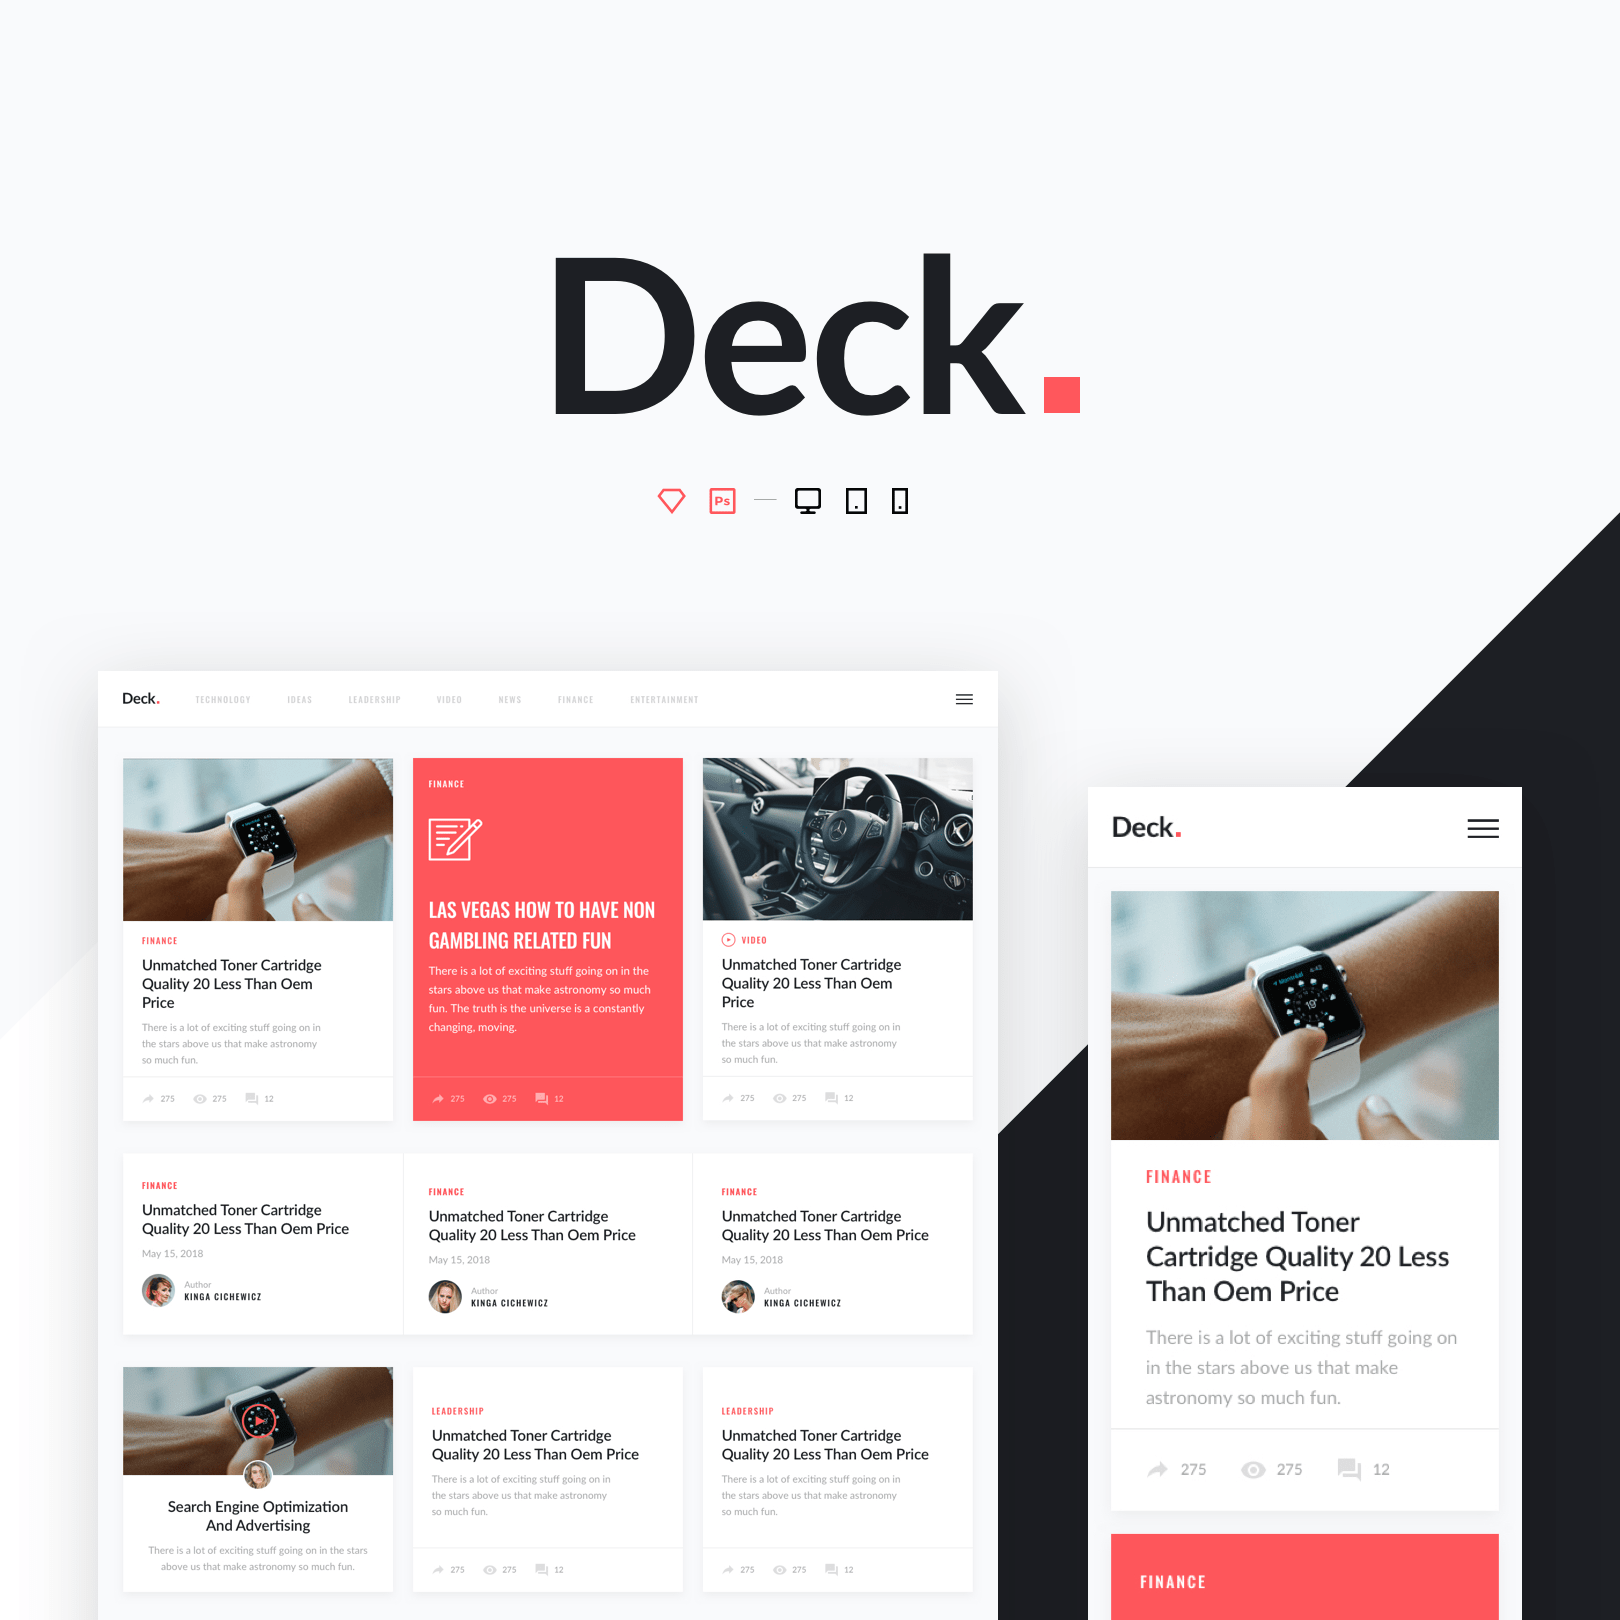 Deck.
Ps
Deck.
TECHNOLOGY IDEAS LEADERSHIP VIDEO NEWS FINANCE ENTERTAINMENT
FINANCE
Unmatched Toner Cartridge
Quality 20 Less Than Oem
Price
There is a lot of exciting stuff going on in
the stars above us that make astronomy
so much fun.
275 275 12
FINANCE
LAS VEGAS HOW TO HAVE NON
GAMBLING RELATED FUN
There is a lot of exciting stuff going on in the
stars above us that make astronomy so much
fun. The truth is the universe is a constantly
changing, moving.
275 275 12
VIDEO
Unmatched Toner Cartridge
Quality 20 Less Than Oem
Price
There is a lot of exciting stuff going on in
the stars above us that make astronomy
so much fun.
275 275 12
FINANCE
Unmatched Toner Cartridge
Quality 20 Less Than Oem Price
May 15, 2018
Author
KINGA CICHEWICZ
FINANCE
Unmatched Toner Cartridge
Quality 20 Less Than Oem Price
May 15, 2018
Author
KINGA CICHEWICZ
FINANCE
Unmatched Toner Cartridge
Quality 20 Less Than Oem Price
May 15, 2018
Author
KINGA CICHEWICZ
Search Engine Optimization
And Advertising
There is a lot of exciting stuff going on in the stars
above us that make astronomy so much fun.
LEADERSHIP
Unmatched Toner Cartridge
Quality 20 Less Than Oem Price
There is a lot of exciting stuff going on in
the stars above us that make astronomy
so much fun.
275 275 12
LEADERSHIP
Unmatched Toner Cartridge
Quality 20 Less Than Oem Price
There is a lot of exciting stuff going on in
the stars above us that make astronomy
so much fun.
275 275 12
Deck.
Montréal 4:43
19°
FINANCE
Unmatched Toner
Cartridge Quality 20 Less
Than Oem Price
There is a lot of exciting stuff going on
in the stars above us that make
astronomy so much fun.
275 275 12
FINANCE